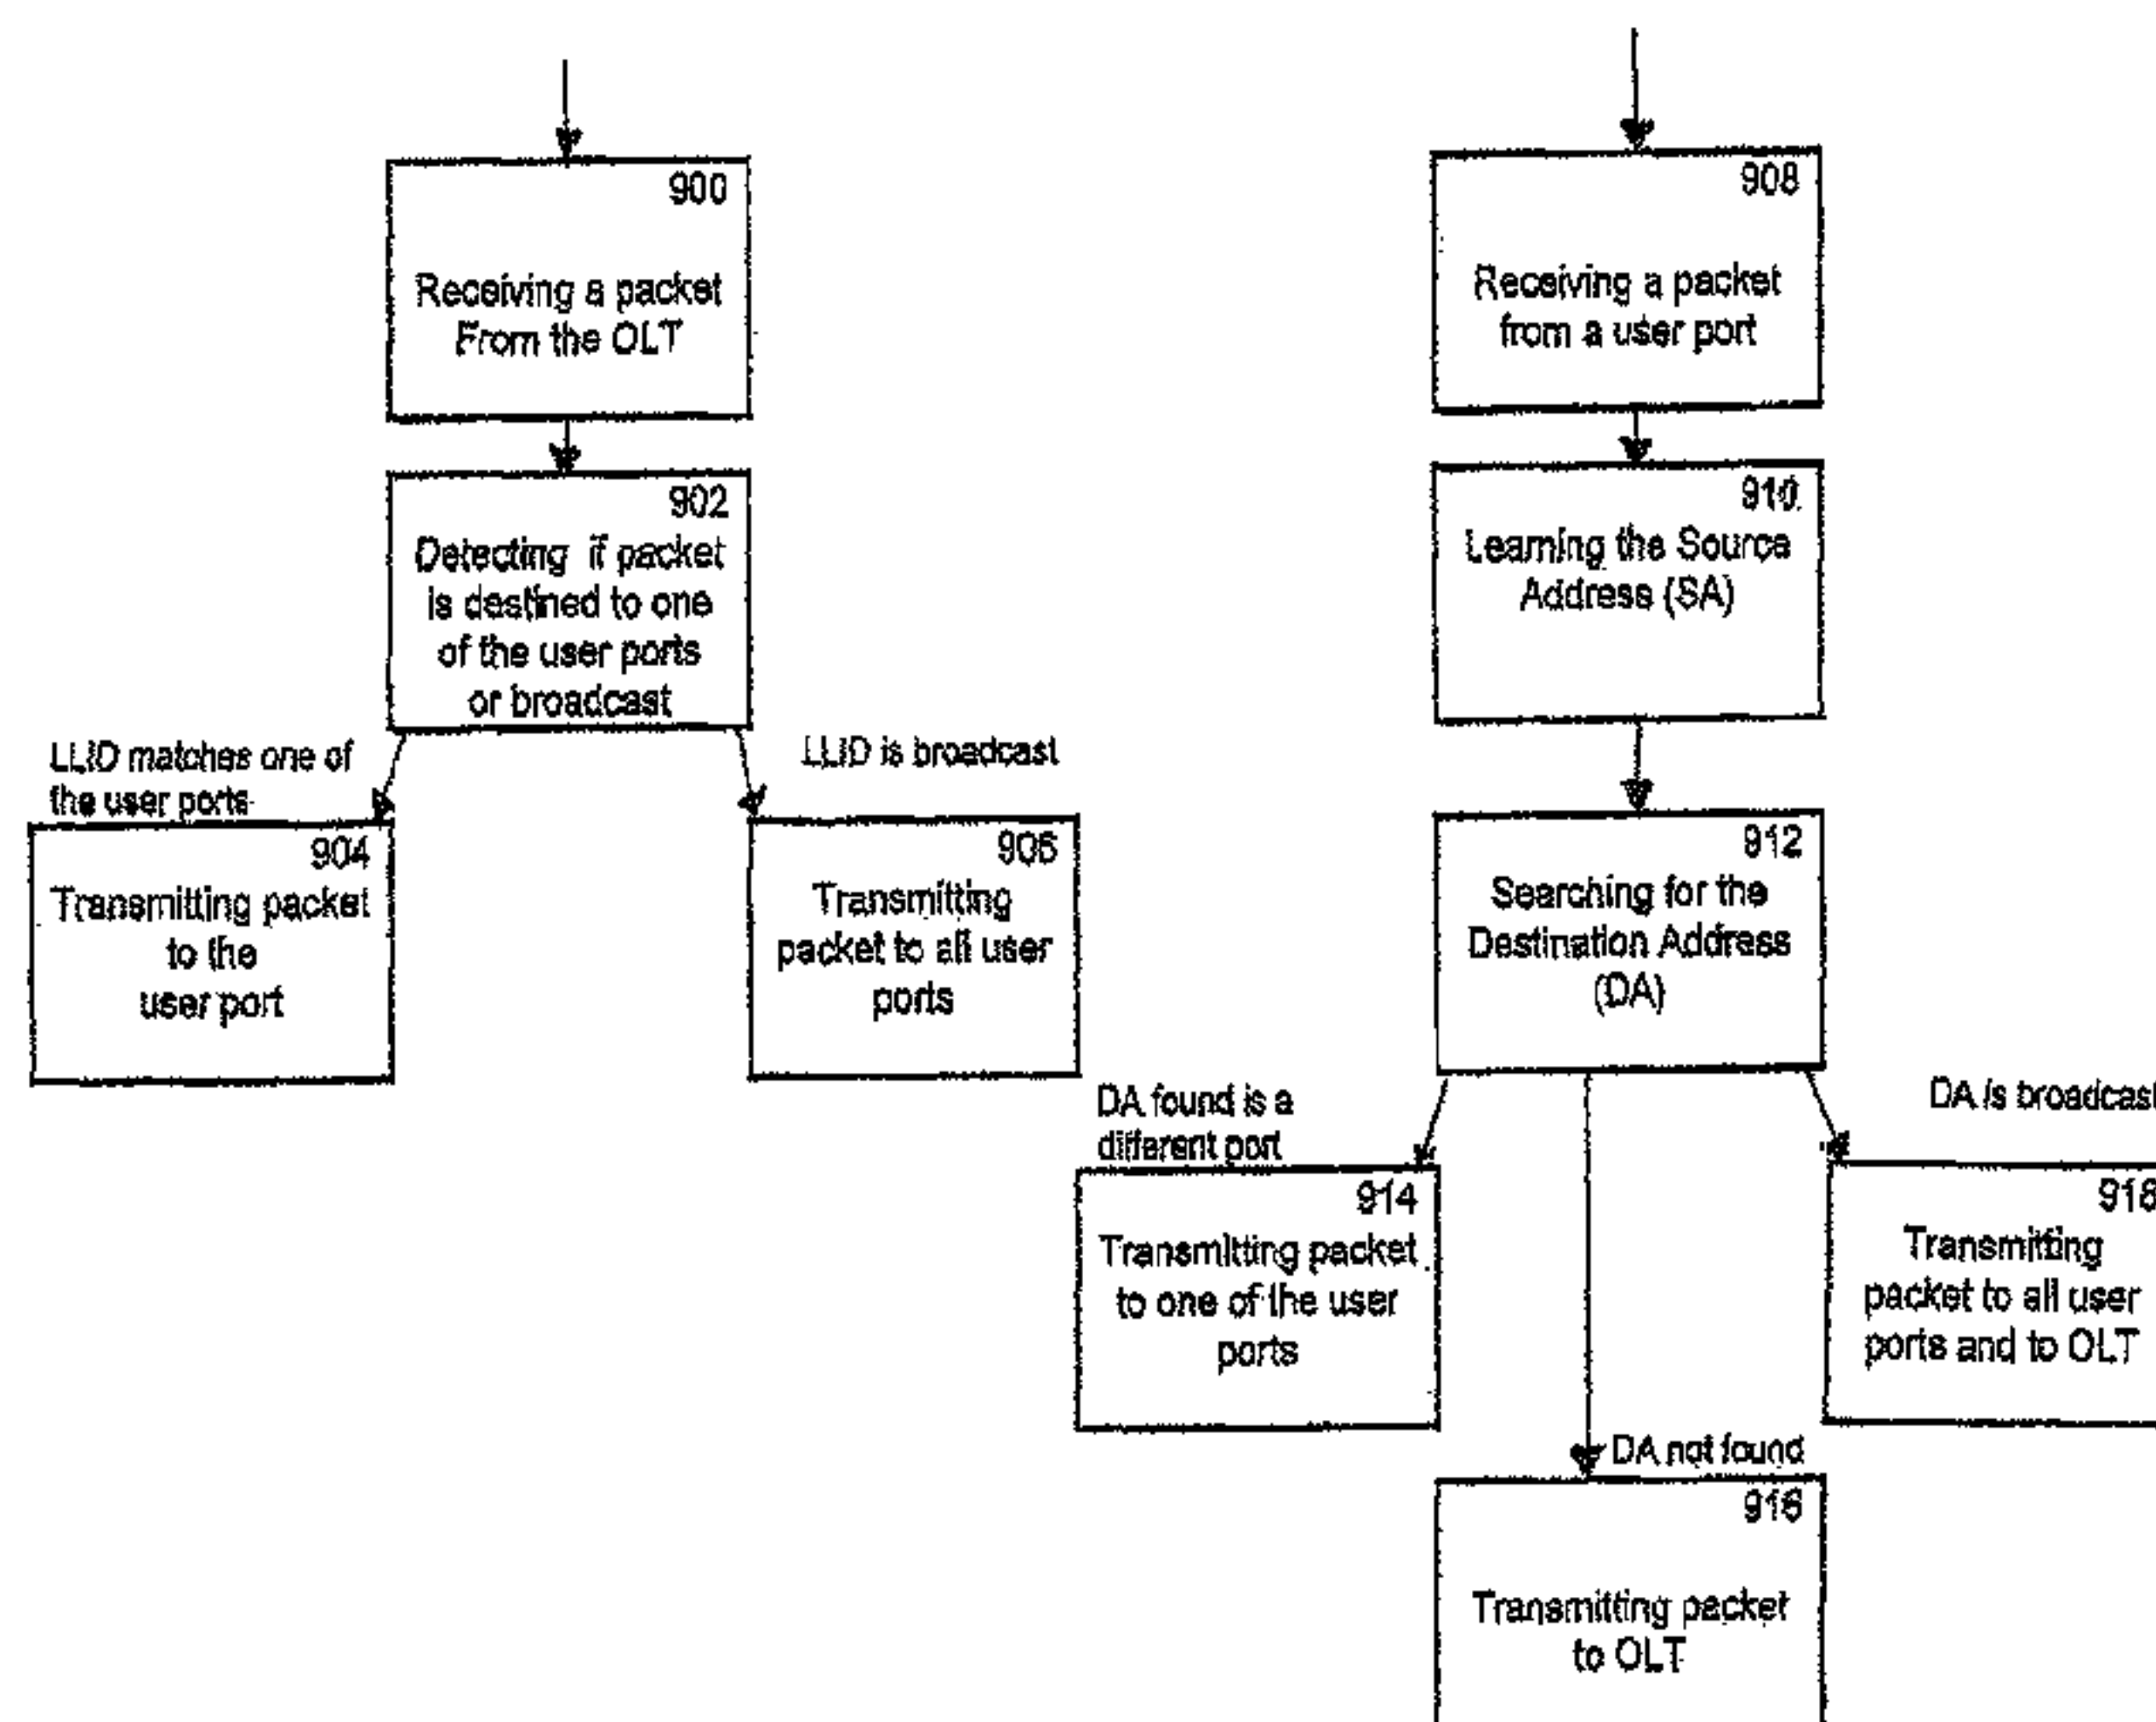 900
Receiving a packet
From the OLT
902
Detecting if packet
is destined to one
of the user ports
or broadcast
LLID matches one of
the user ports
LLID is broadcast
904
Transmitting packet
to the
user port
906
Transmitting
packet to all user
ports
908
Receiving a packet
from a user port
910
Learning the Source
Address (SA)
912
Searching for the
Destination Address
(DA)
DA found is a
different port
DA is broadcast
914
Transmitting packet
to one of the user
ports
918
Transmitting
packet to all user
ports and to OLT
DA not found
916
Transmitting packet
to OLT